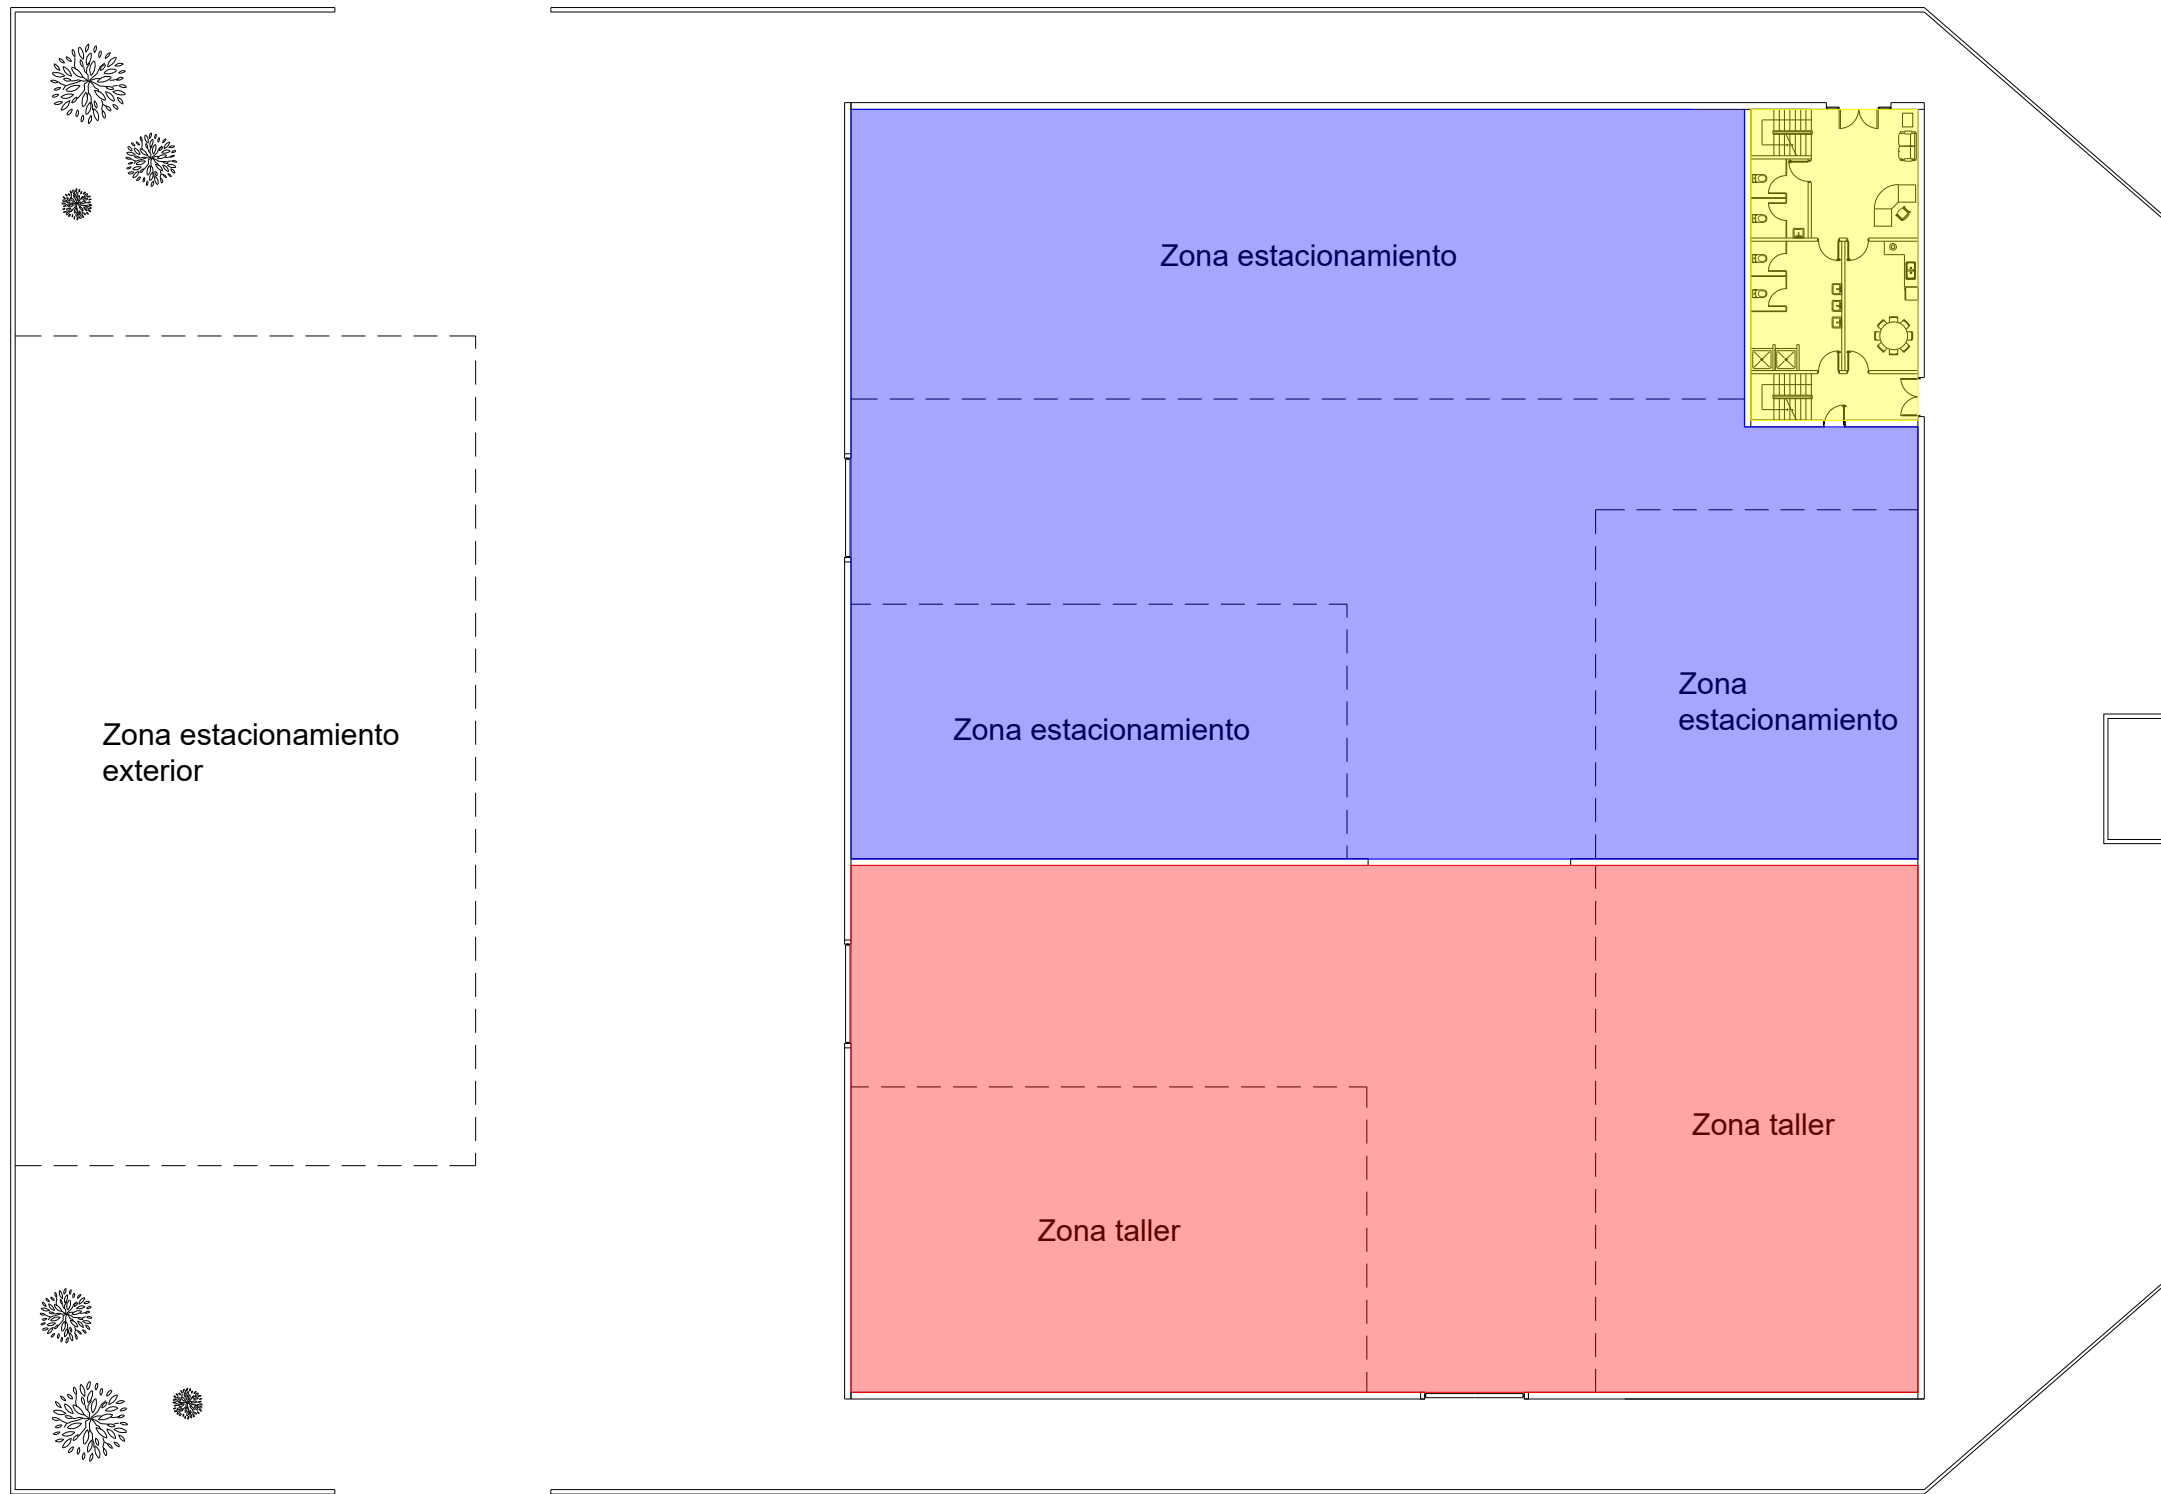 Zona estacionamiento
Zona estacionamiento
exterior
Zona estacionamiento
Zona
estacionamiento
Zona taller
Zona taller